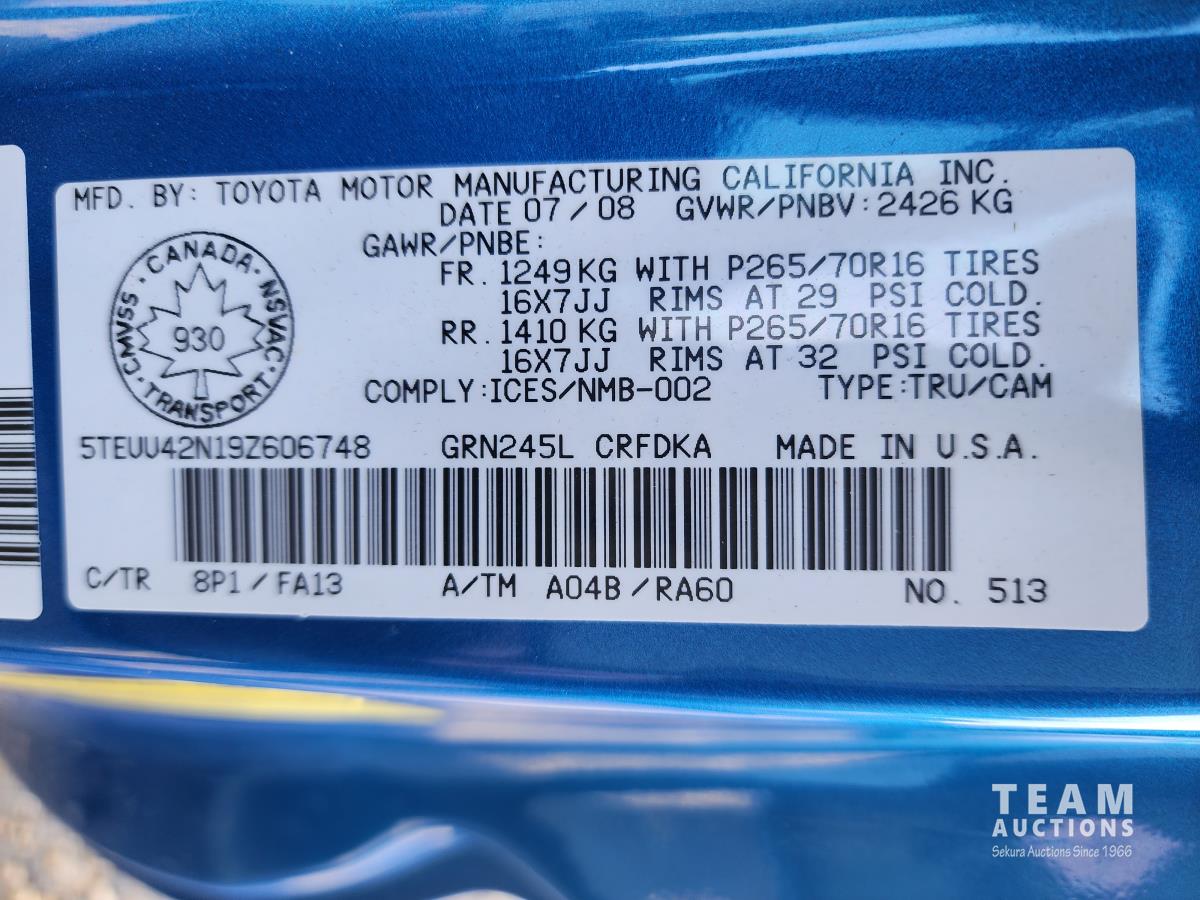 MFD. BY: TOYOTA MOTOR MANUFACTURING CALIFORNIA INC.
DATE 07/08 GVWR/PNBV:2426 KG
GAWR/PNBE:
FR. 1249KG WITH P265/70R16 TIRES
16X7JJ RIMS AT 29 PSI COLD.
RR. 1410 KG WITH P265/70R16 TIRES
16X7JJ RIMS AT 32 PSI COLD.
COMPLY:ICES/NMB-002 TYPE:TRU/CAM
CANADA · NSVAC · TRANSPORT · CMVSS ·
930
5TEUU42N19Z606748 GRN245L CRFDKA MADE IN U.S.A.
C/TR 8P1/FA13 A/TM A04B/RA60 NO. 513
TEAM
AUCTIONS
Sekura Auctions Since 1966